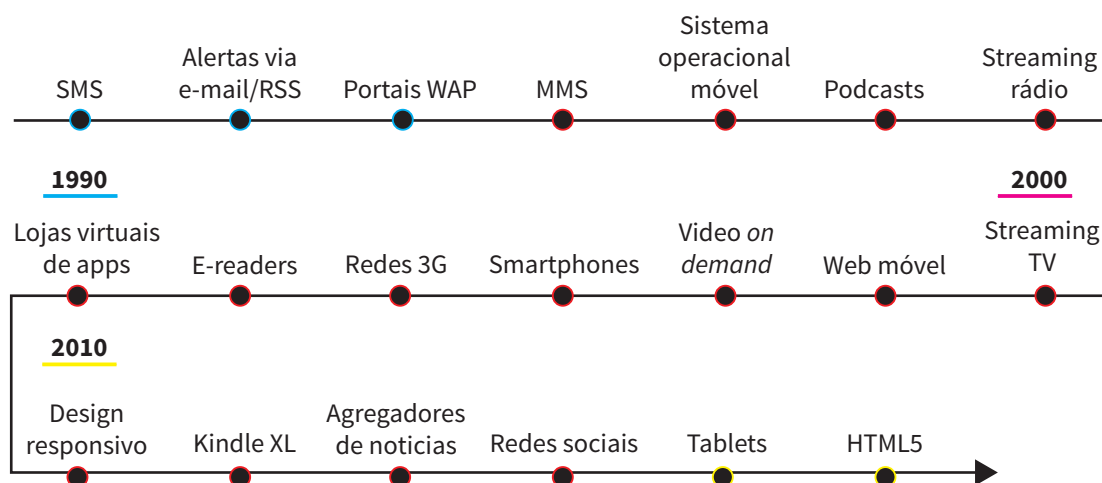 SMS
Alertas via
e-mail/RSS
Portais WAP
MMS
Sistema
operacional
móvel
Podcasts
Streaming
rádio
1990
2000
Lojas virtuais
de apps
E-readers
Redes 3G
Smartphones
Video on
demand
Web móvel
Streaming
TV
2010
Design
responsivo
Kindle XL
Agregadores
de noticias
Redes sociais
Tablets
HTML5